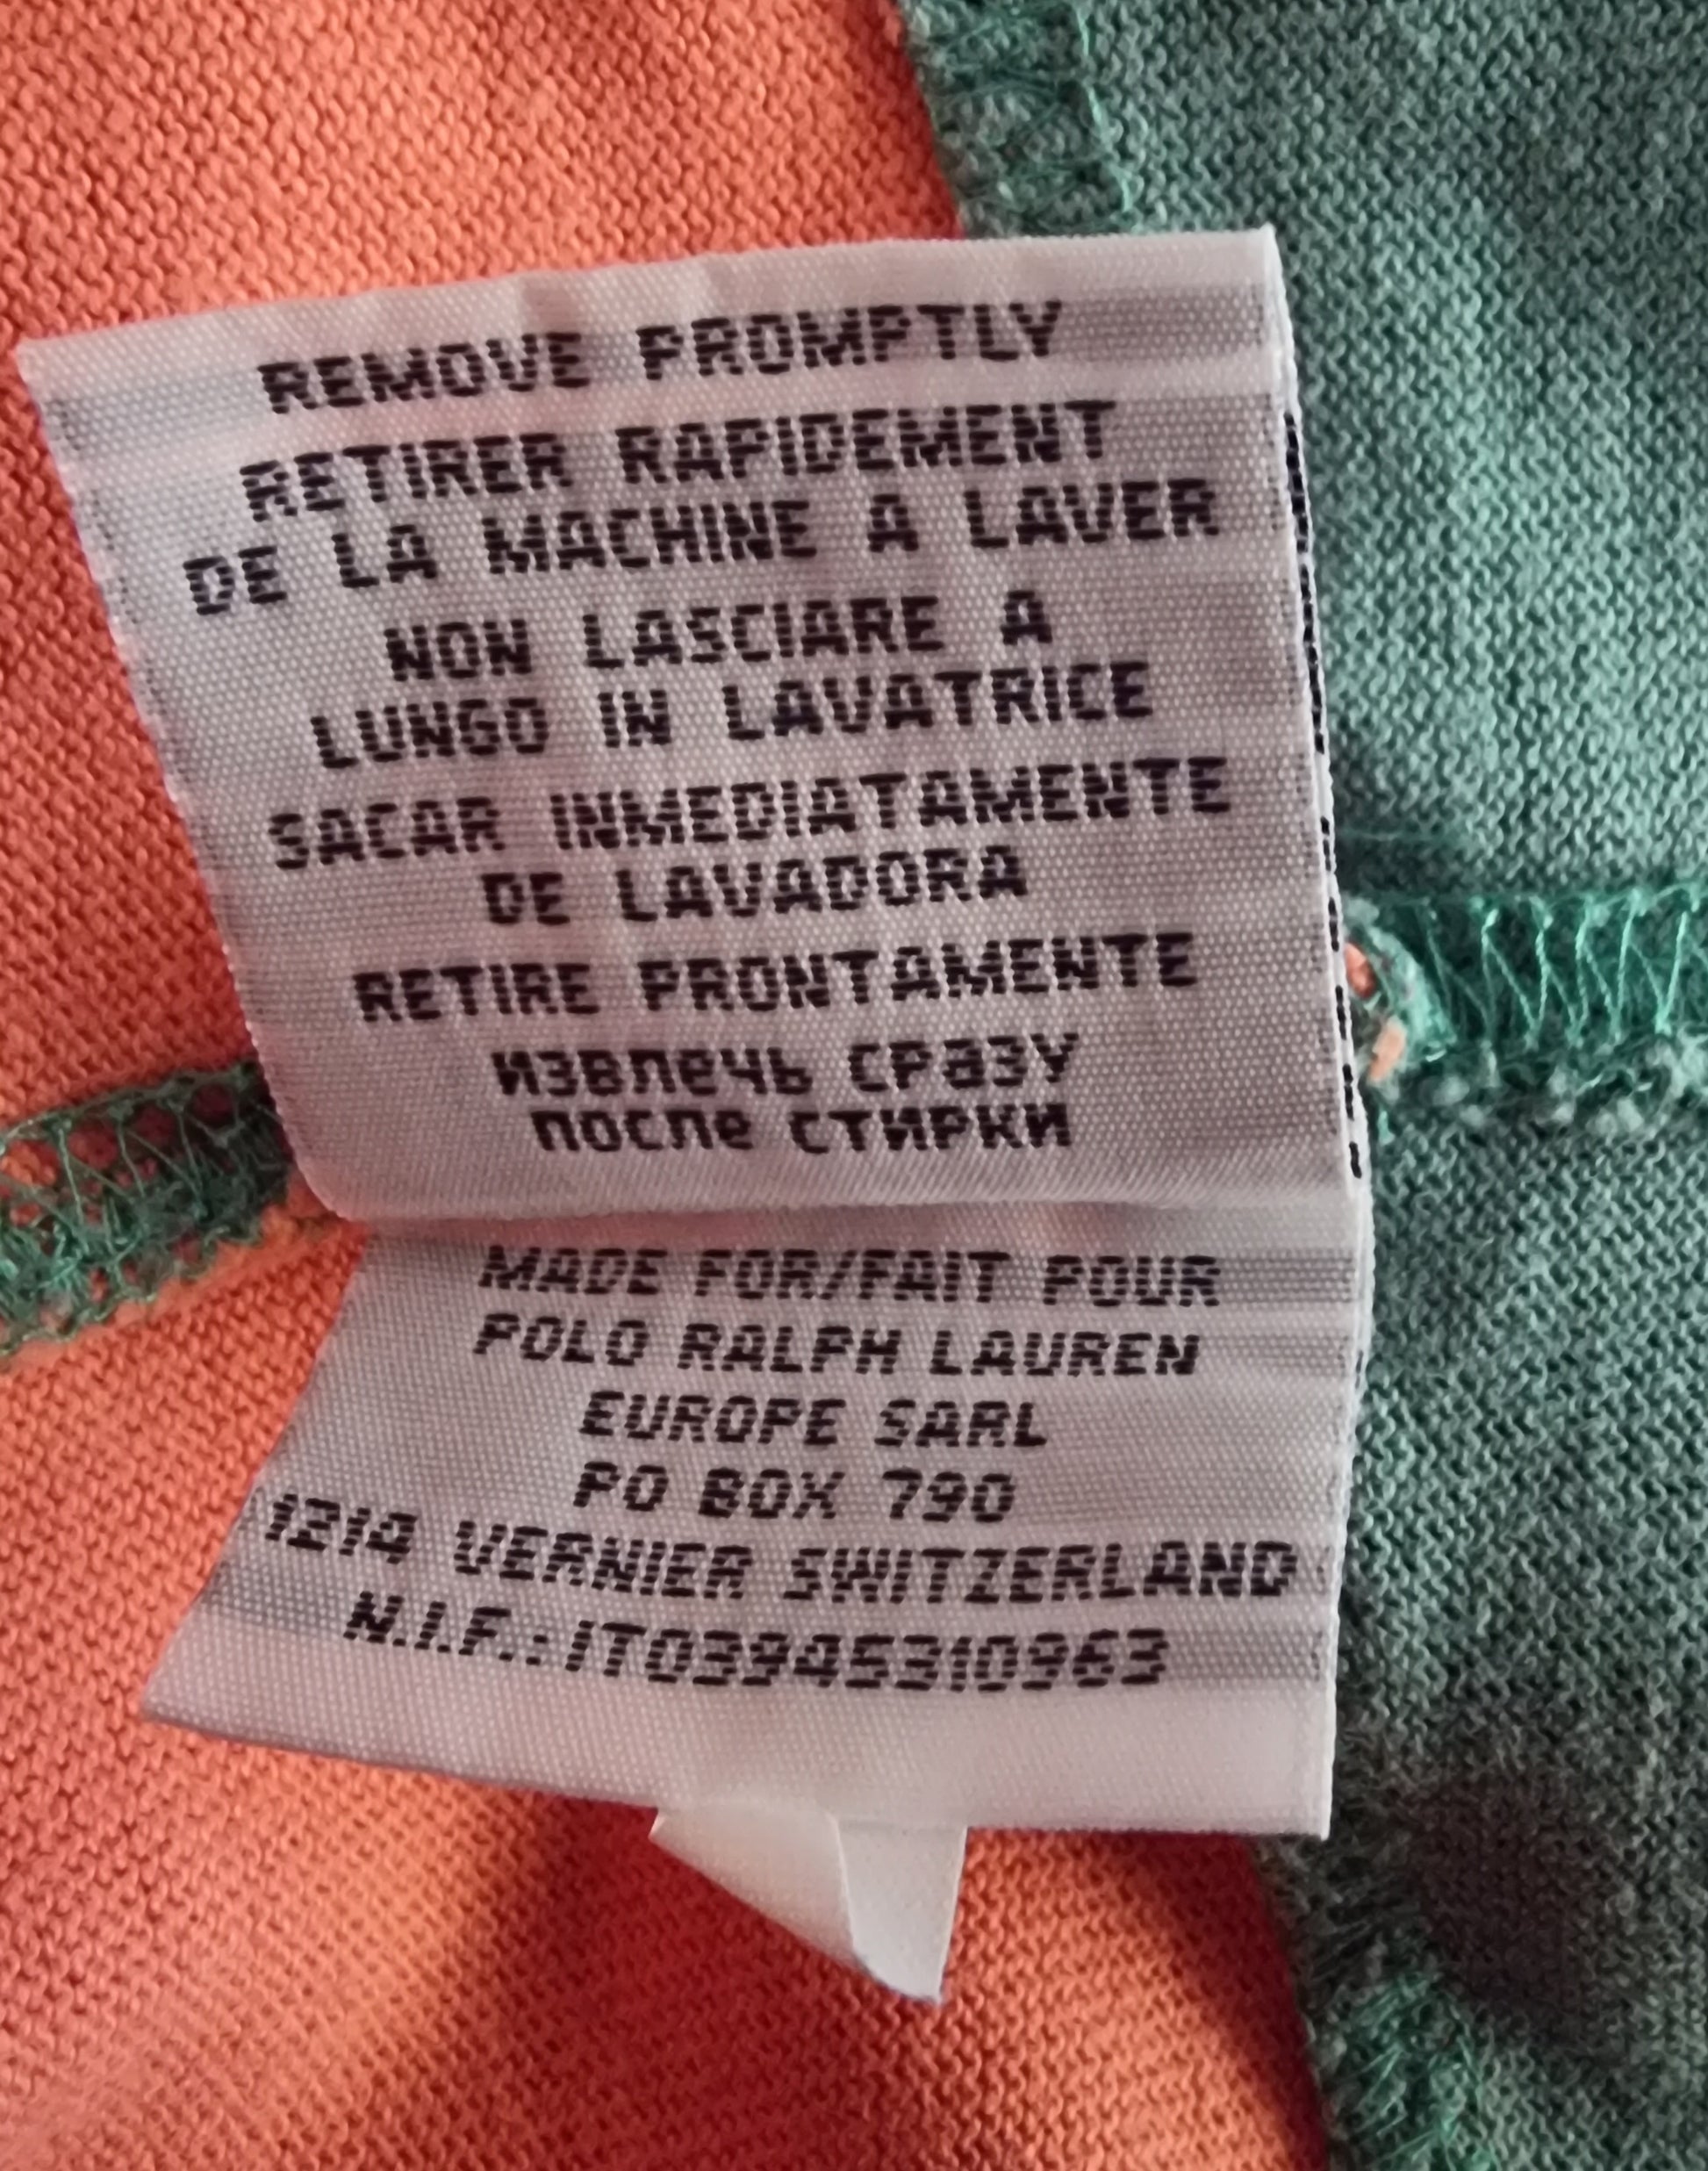 REMOVE PROMPTLY
RETIRER RAPIDEMENT
DE LA MACHINE A LAVER
NON LASCIARE A
LUNGO IN LAVATRICE
SACAR INMEDIATAMENTE
DE LAVADORA
RETIRE PRONTAMENTE
извлечь сразу
после стирки
MADE FOR/FAIT POUR
POLO RALPH LAUREN
EUROPE SARL
PO BOX 790
1214 VERNIER SWITZERLAND
N.I.F.: IT03945310963